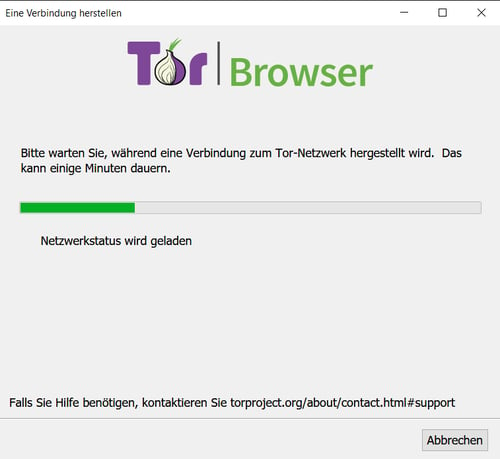 Eine Verbindung herstellen
Tor Browser
Bitte warten Sie, während eine Verbindung zum Tor-Netzwerk hergestellt wird. Das
kann einige Minuten dauern.
Netzwerkstatus wird geladen
Falls Sie Hilfe benötigen, kontaktieren Sie torproject.org/about/contact.html#support
Abbrechen